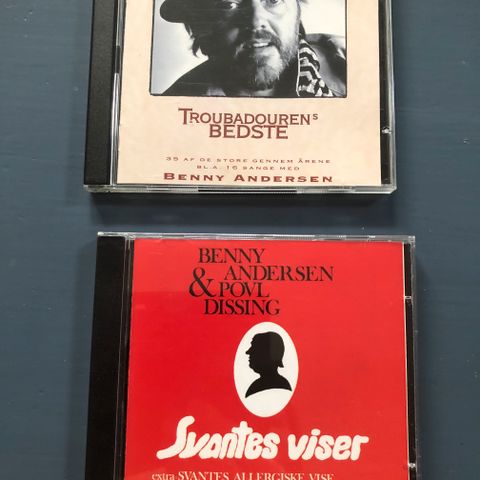 TROUBADOURENS
BEDSTE
35 AF DE STORE GENNEM ÅRENE
BL.A. 16 SANGE MED
BENNY ANDERSEN
BENNY
ANDERSEN
& POVL
DISSING
Svantes viser
extra SVANTES ALLERGISKE VISE